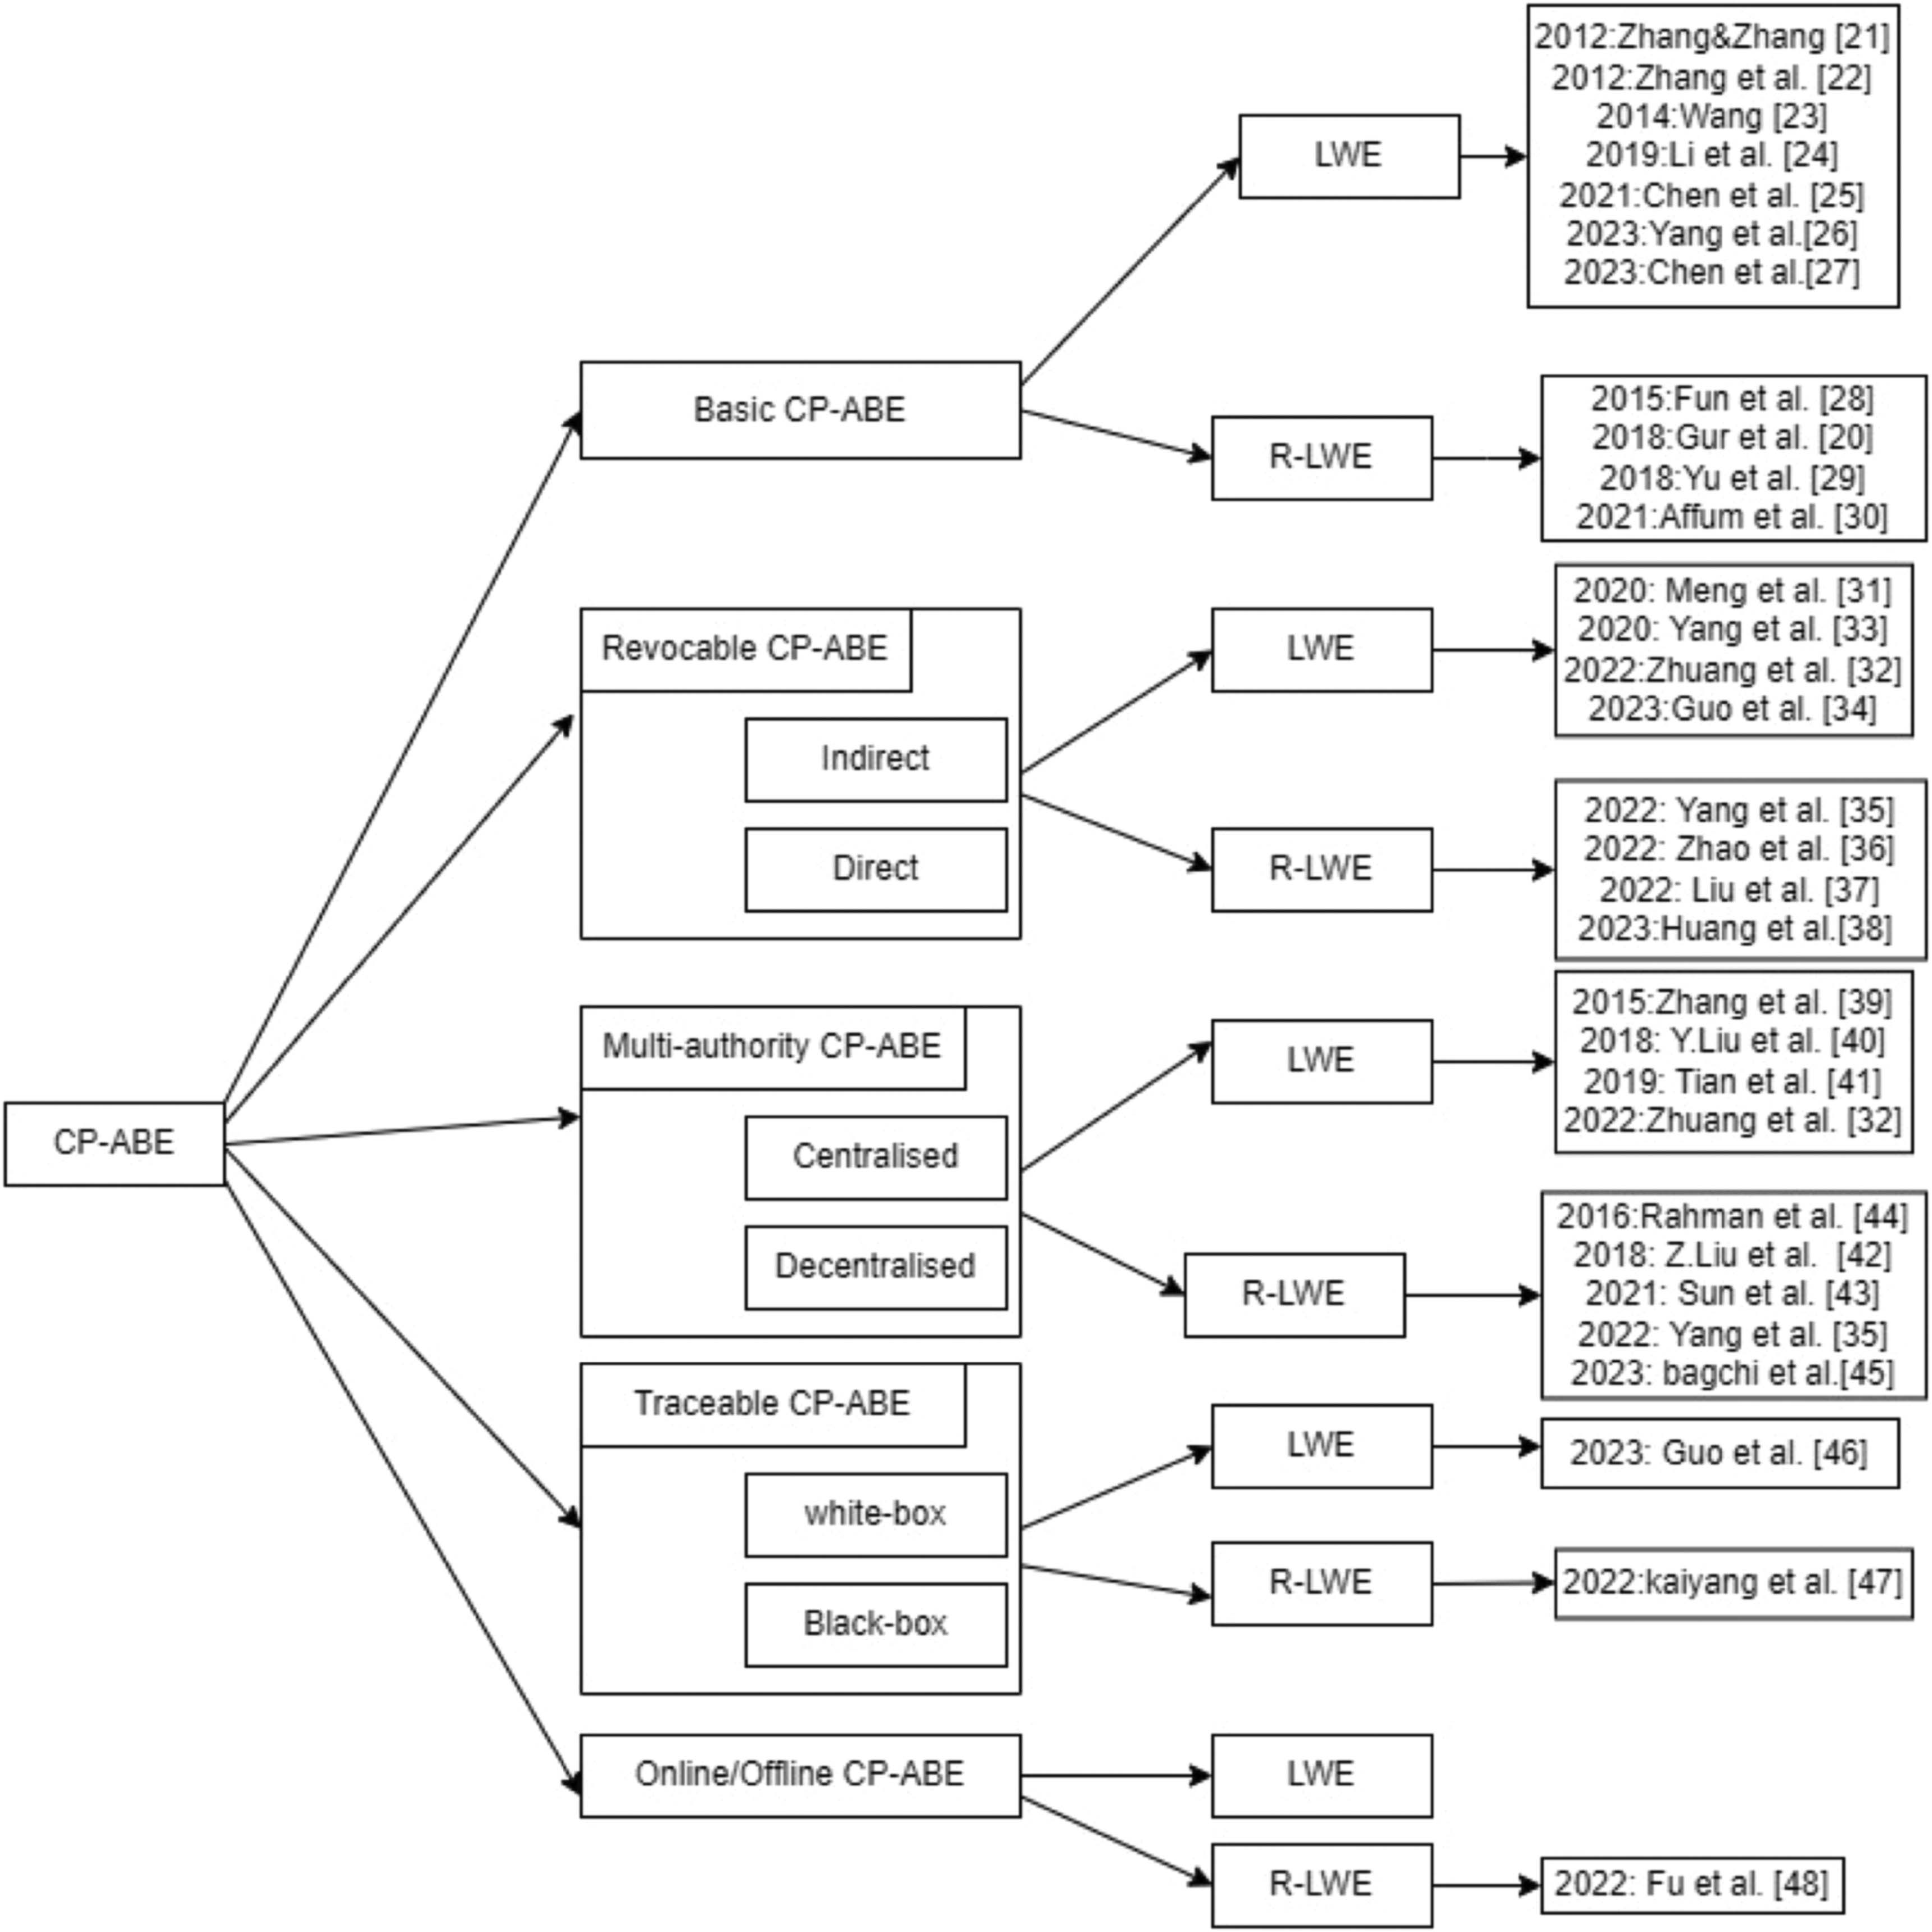 CP-ABE
Basic CP-ABE
LWE
2012:Zhang&Zhang [21]
2012:Zhang et al. [22]
2014:Wang [23]
2019:Li et al. [24]
2021:Chen et al. [25]
2023:Yang et al.[26]
2023:Chen et al.[27]
R-LWE
2015:Fun et al. [28]
2018:Gur et al. [20]
2018:Yu et al. [29]
2021:Affum et al. [30]
Revocable CP-ABE
Indirect
Direct
LWE
2020: Meng et al. [31]
2020: Yang et al. [33]
2022:Zhuang et al. [32]
2023:Guo et al. [34]
R-LWE
2022: Yang et al. [35]
2022: Zhao et al. [36]
2022: Liu et al. [37]
2023:Huang et al.[38]
Multi-authority CP-ABE
Centralised
Decentralised
LWE
2015:Zhang et al. [39]
2018: Y.Liu et al. [40]
2019: Tian et al. [41]
2022:Zhuang et al. [32]
R-LWE
2016:Rahman et al. [44]
2018: Z.Liu et al.  [42]
2021: Sun et al. [43]
2022: Yang et al. [35]
2023: bagchi et al.[45]
Traceable CP-ABE
white-box
Black-box
LWE
2023: Guo et al. [46]
R-LWE
2022:kaiyang et al. [47]
Online/Offline CP-ABE
LWE
R-LWE
2022: Fu et al. [48]